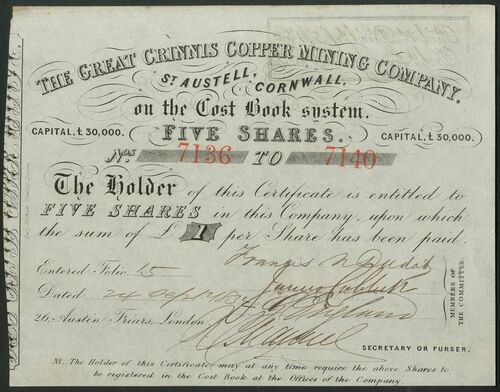 THE GREAT CRINNIS COPPER MINING COMPANY,
ST AUSTELL, CORNWALL,
on the Cost Book system.
CAPITAL, £30,000. FIVE SHARES. CAPITAL, £30,000.
Nos 7136 TO 7140
The Holder of this Certificate is entitled to
FIVE SHARES in this Company, upon which
the sum of £ 1 per Share has been paid.
Francis
Entered Folio 25
Dated 24
26, Austin Friars, London
MEMBERS OF THE COMMITTEE.
SECRETARY OR PURSER.
NB. The Holder of this Certificate may at any time require the above Shares to
be registered in the Cost Book at the Offices of the Company.